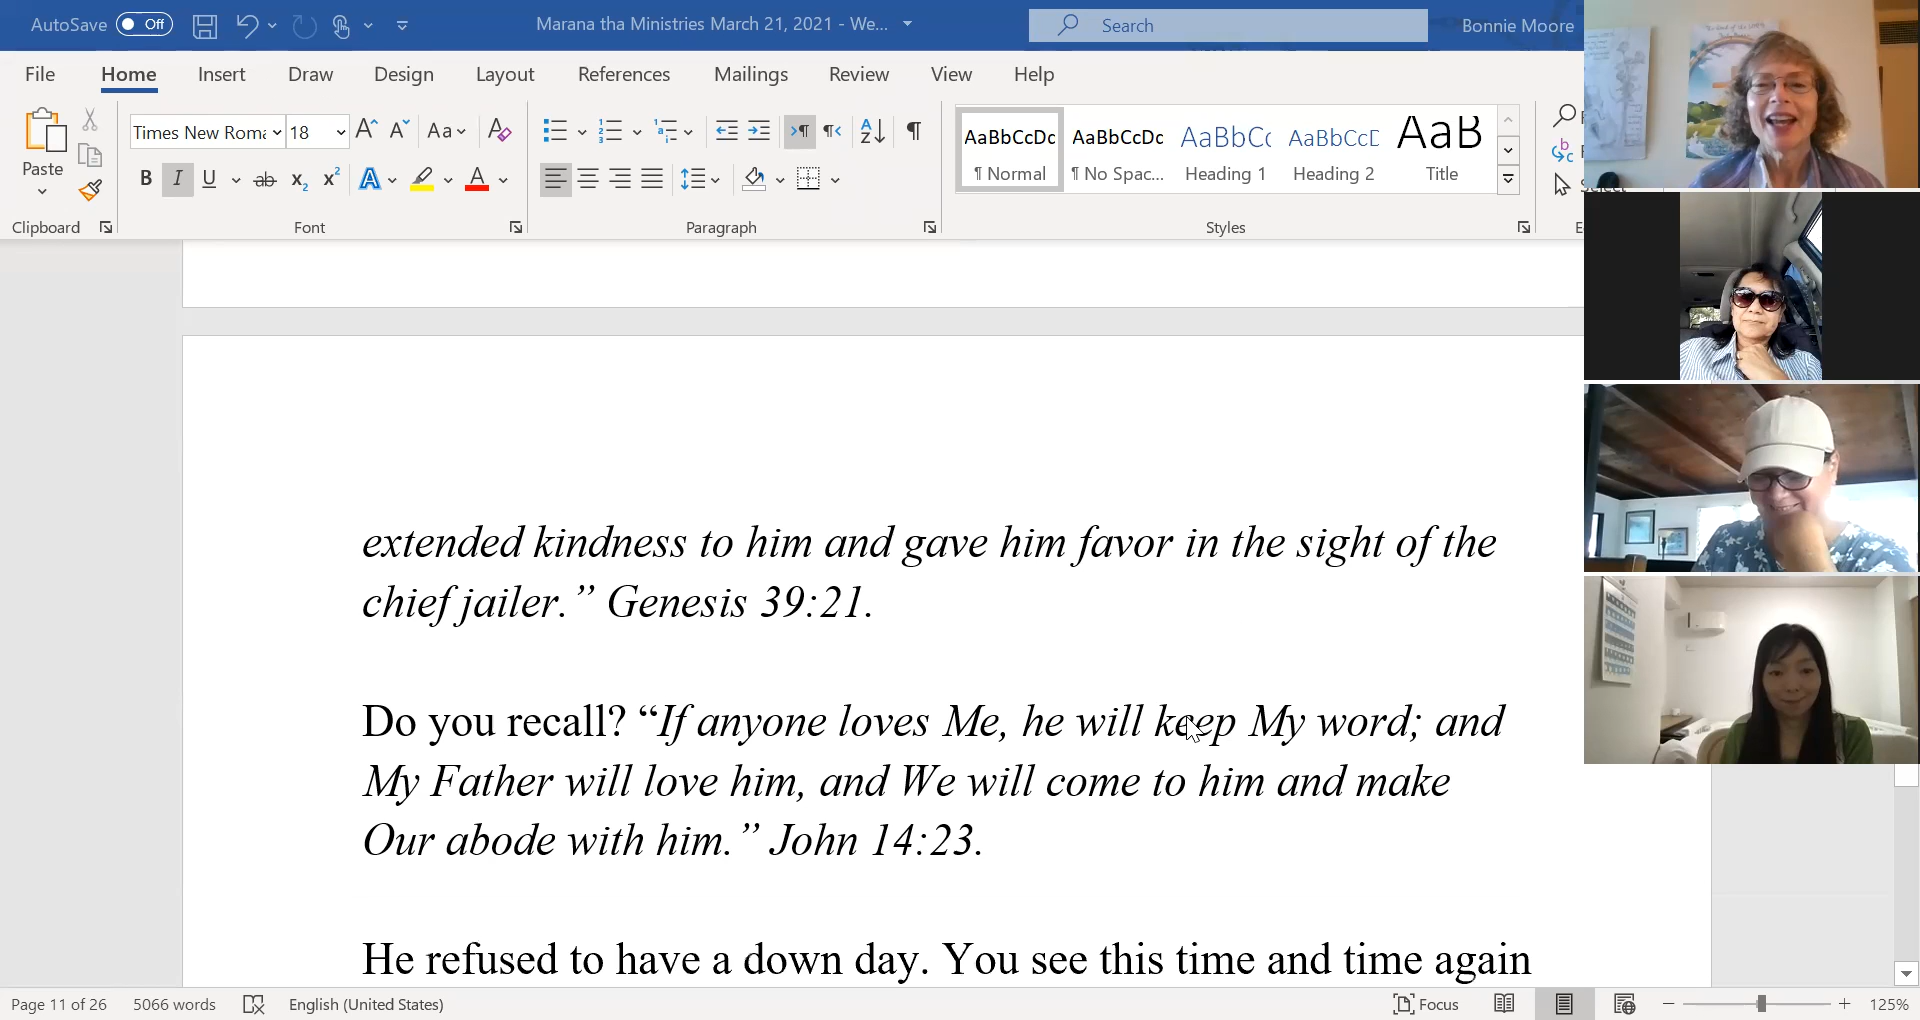 AutoSave Off
Marana tha Ministries March 21, 2021 - We...
Search
Bonnie Moore
File Home Insert Draw Design Layout References Mailings Review View Help
Paste
Clipboard
Times New Roma 18
Aa
B I U ab x₂ x² A A
Font
Paragraph
AaBbCcDc AaBbCcDc AaBbC AaBbCcE AaB
¶ Normal ¶ No Spac... Heading 1 Heading 2 Title
Styles
extended kindness to him and gave him favor in the sight of the
chief jailer.” Genesis 39:21.
Do you recall? “If anyone loves Me, he will keep My word; and
My Father will love him, and We will come to him and make
Our abode with him.” John 14:23.
He refused to have a down day. You see this time and time again
Page 11 of 26 5066 words English (United States) Focus 125%